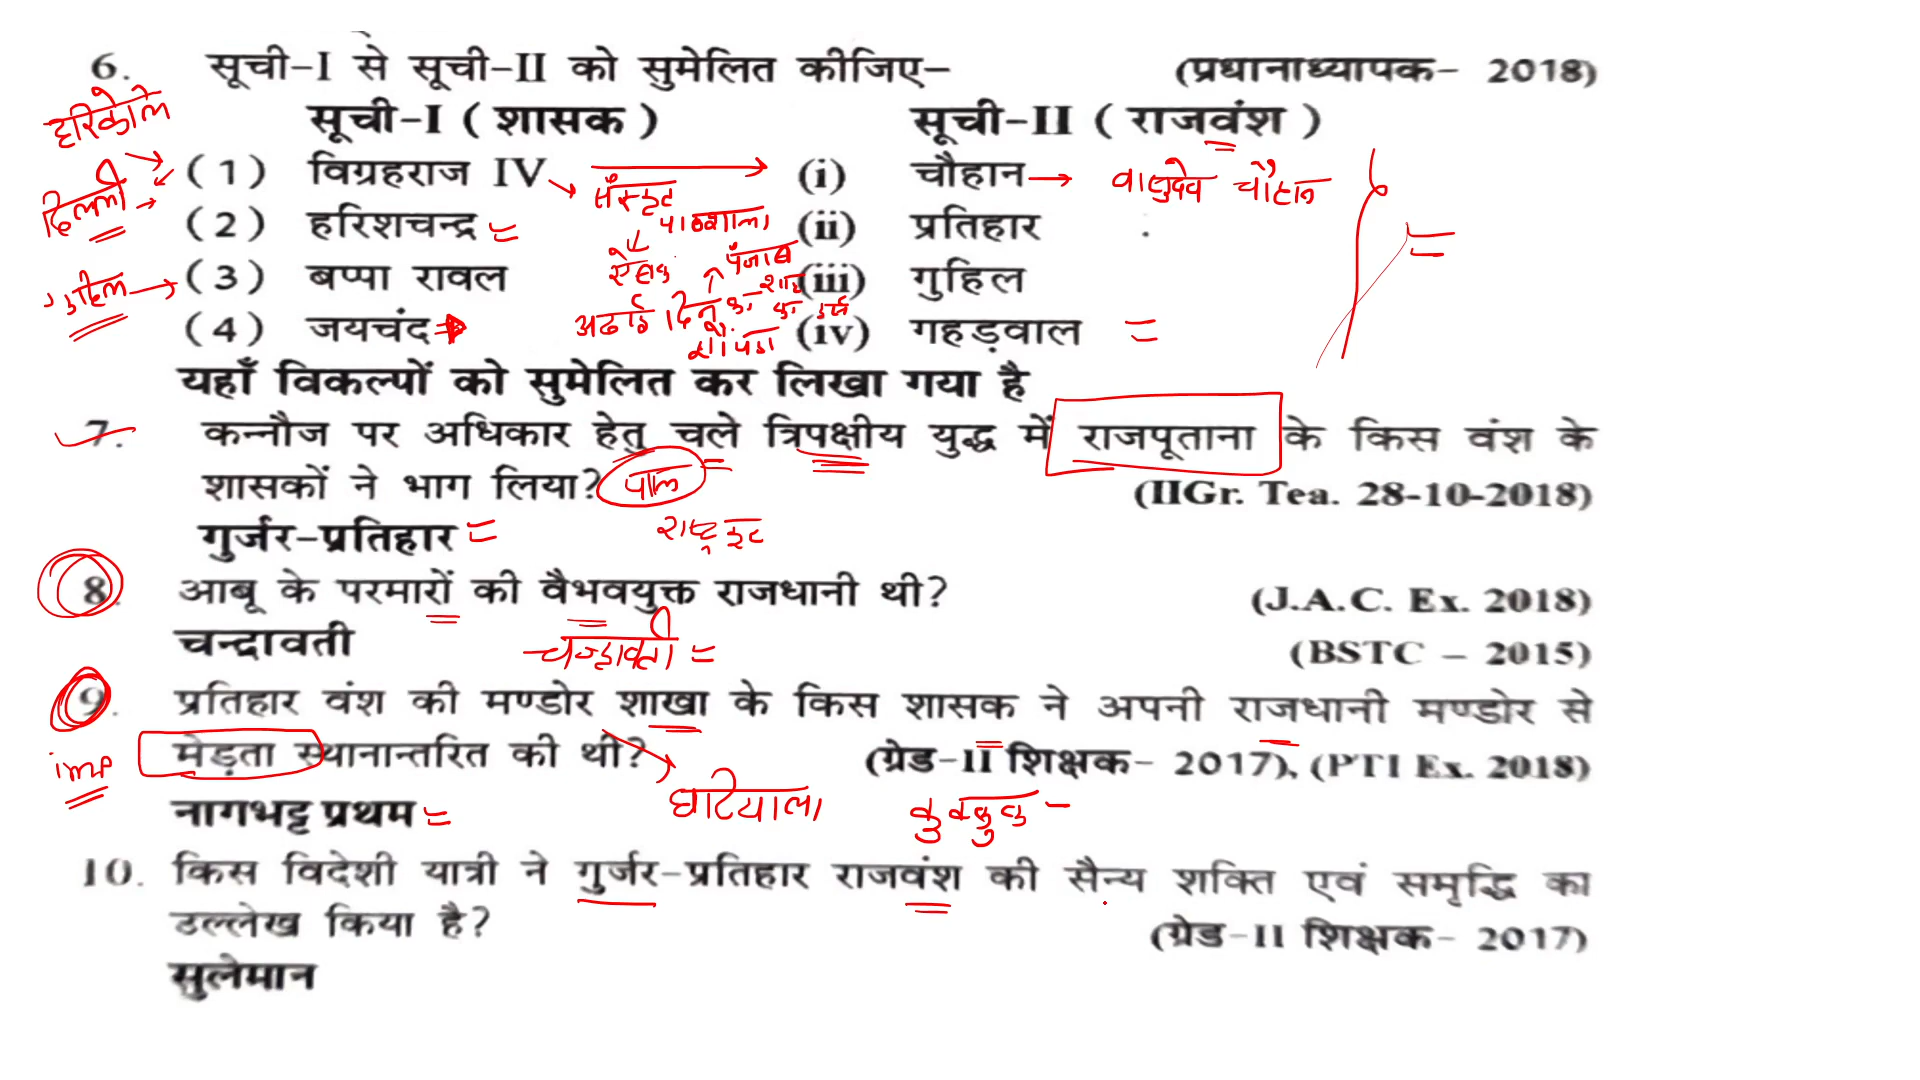 6. सूची-I से सूची-II को सुमेलित कीजिए– (प्रधानाध्यापक- 2018)
हरिकेलि
सूची-I ( शासक ) सूची-II ( राजवंश )
(1) विग्रहराज IV (i) चौहान → वासुदेव चौहान
दिल्ली
संस्कृत
पाठशाला
(2) हरिशचन्द्र = (ii) प्रतिहार
पंजाब
(3) बप्पा रावल (iii) गुहिल
गुहिल →
अढाई दिन का
झोंपडा
(4) जयचंद (iv) गहड़वाल =
यहाँ विकल्पों को सुमेलित कर लिखा गया है
7. कन्नौज पर अधिकार हेतु चले त्रिपक्षीय युद्ध में राजपूताना के किस वंश के
शासकों ने भाग लिया? पाल (IIGr. Tea. 28-10-2018)
गुर्जर-प्रतिहार = राष्ट्रकूट
8. आबू के परमारों की वैभवयुक्त राजधानी थी? (J.A.C. Ex. 2018)
चन्द्रावती चन्द्रावती = (BSTC – 2015)
9. प्रतिहार वंश की मण्डोर शाखा के किस शासक ने अपनी राजधानी मण्डोर से
imp मेड़ता स्थानान्तरित की थी? (ग्रेड-II शिक्षक- 2017), (PTI Ex. 2018)
नागभट्ट प्रथम = घटियाला कुक्कुक -
10. किस विदेशी यात्री ने गुर्जर-प्रतिहार राजवंश की सैन्य शक्ति एवं समृद्धि का
उल्लेख किया है? (ग्रेड-II शिक्षक- 2017)
सुलेमान